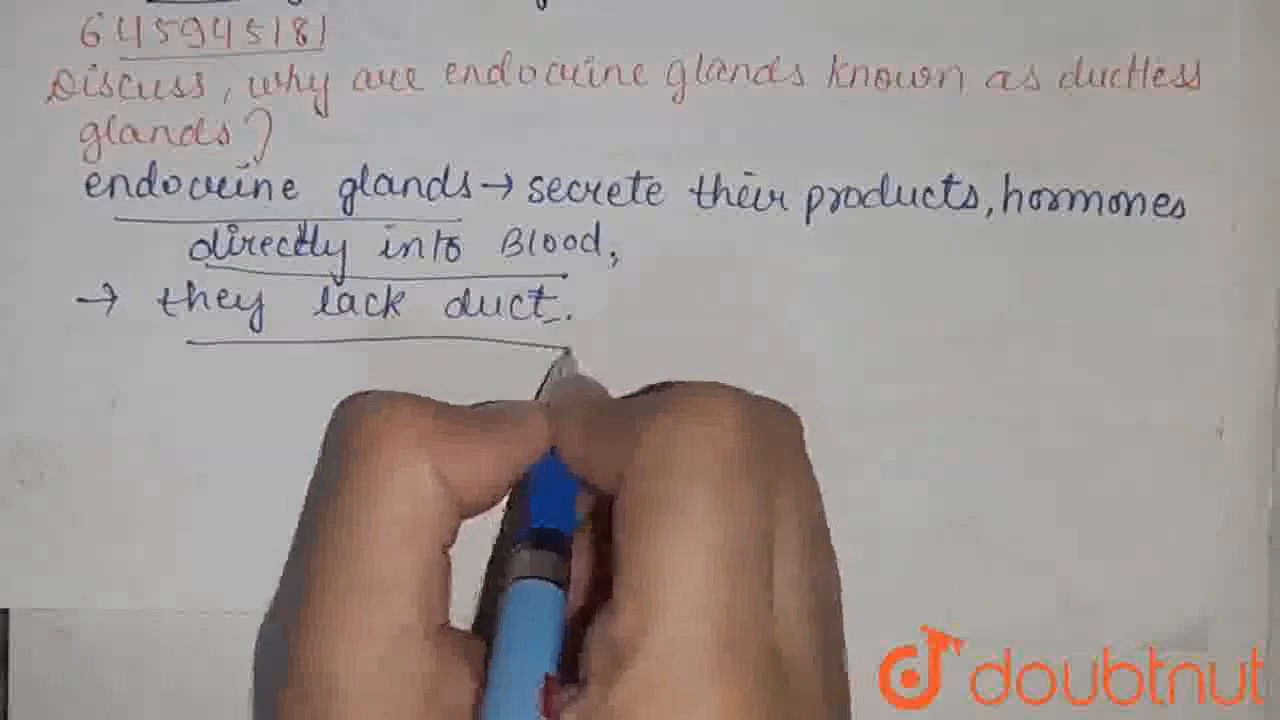 645945181
Discuss, why are endocrine glands known as ductless
glands?
endocrine glands → secrete their products, hormones
directly into Blood,
→ they lack duct.
doubtnut